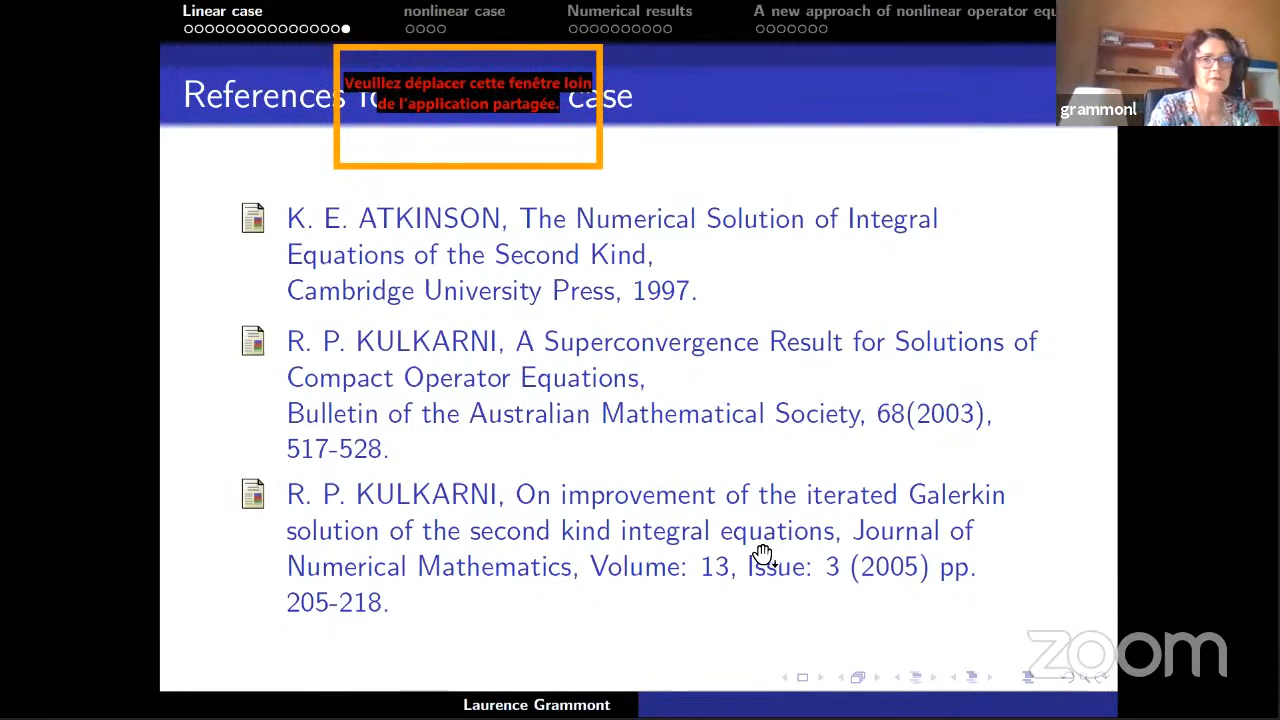 Linear case
nonlinear case
Numerical results
A new approach of nonlinear operator equ
References fo
case
Veuillez déplacer cette fenêtre loin
de l'application partagée.
grammonl
K. E. ATKINSON, The Numerical Solution of Integral
Equations of the Second Kind,
Cambridge University Press, 1997.
R. P. KULKARNI, A Superconvergence Result for Solutions of
Compact Operator Equations,
Bulletin of the Australian Mathematical Society, 68(2003),
517-528.
R. P. KULKARNI, On improvement of the iterated Galerkin
solution of the second kind integral equations, Journal of
Numerical Mathematics, Volume: 13, Issue: 3 (2005) pp.
205-218.
zoom
Laurence Grammont